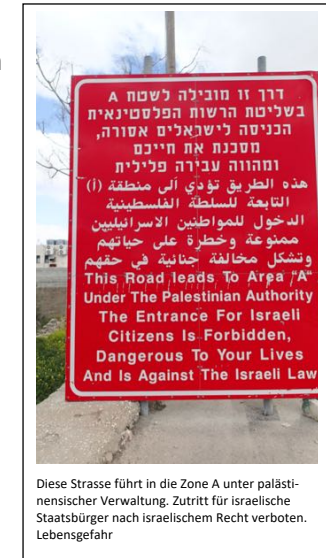 דרך זו מובילה לשטח A
בשליטת הרשות הפלסטינאית
הכניסה לישראלים אסורה,
מסכנת את חייכם
ומהווה עבירה פלילית
هذه الطريق تؤدي ألى منطقة (أ)
التابعة للسلطة الفلسطينية
الدخول للمواطنين الاسرائيليين
ممنوعة وخطرة على حياتهم
وتشكل مخالفة جنائية في حقهم
This Road leads To Area "A"
Under The Palestinian Authority
The Entrance For Israeli
Citizens Is Forbidden,
Dangerous To Your Lives
And Is Against The Israeli Law
Diese Strasse führt in die Zone A unter palästi-
nensischer Verwaltung. Zutritt für israelische
Staatsbürger nach israelischem Recht verboten.
Lebensgefahr